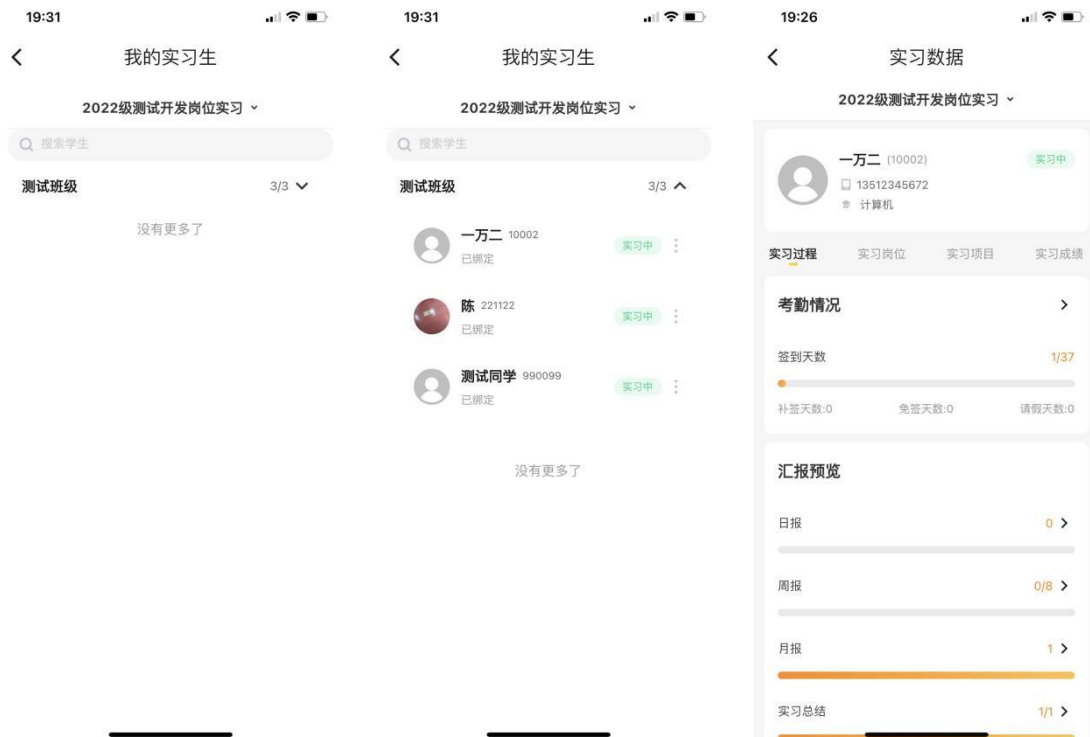 19:31
我的实习生
2022级测试开发岗位实习
搜索学生
测试班级 3/3
没有更多了
19:31
我的实习生
2022级测试开发岗位实习
搜索学生
测试班级 3/3
一万二 10002
已绑定
实习中
陈 221122
已绑定
实习中
测试同学 990099
已绑定
实习中
没有更多了
19:26
实习数据
2022级测试开发岗位实习
一万二 (10002)
实习中
13512345672
计算机
实习过程 实习岗位 实习项目 实习成绩
考勤情况
签到天数 1/37
补签天数:0 免签天数:0 请假天数:0
汇报预览
日报 0
周报 0/8
月报 1
实习总结 1/1